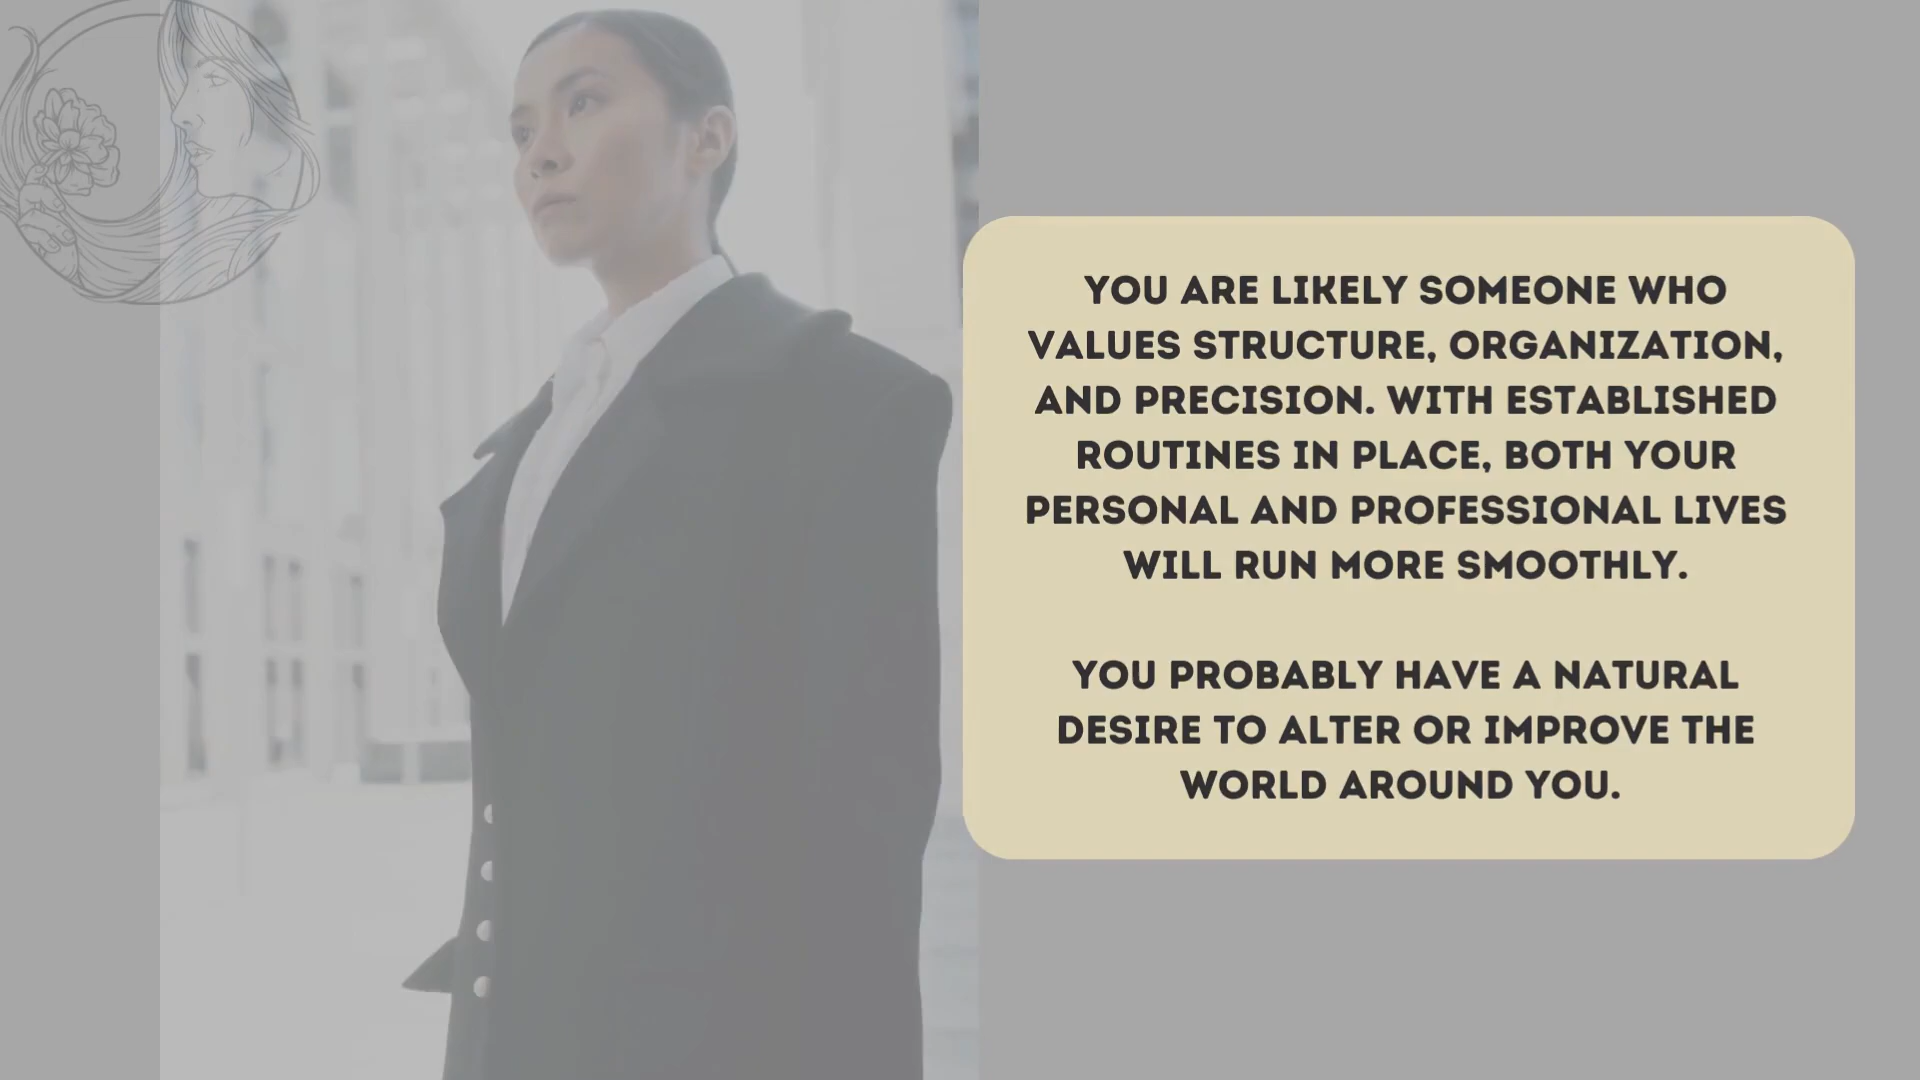 YOU ARE LIKELY SOMEONE WHO
VALUES STRUCTURE, ORGANIZATION,
AND PRECISION. WITH ESTABLISHED
ROUTINES IN PLACE, BOTH YOUR
PERSONAL AND PROFESSIONAL LIVES
WILL RUN MORE SMOOTHLY.
YOU PROBABLY HAVE A NATURAL
DESIRE TO ALTER OR IMPROVE THE
WORLD AROUND YOU.